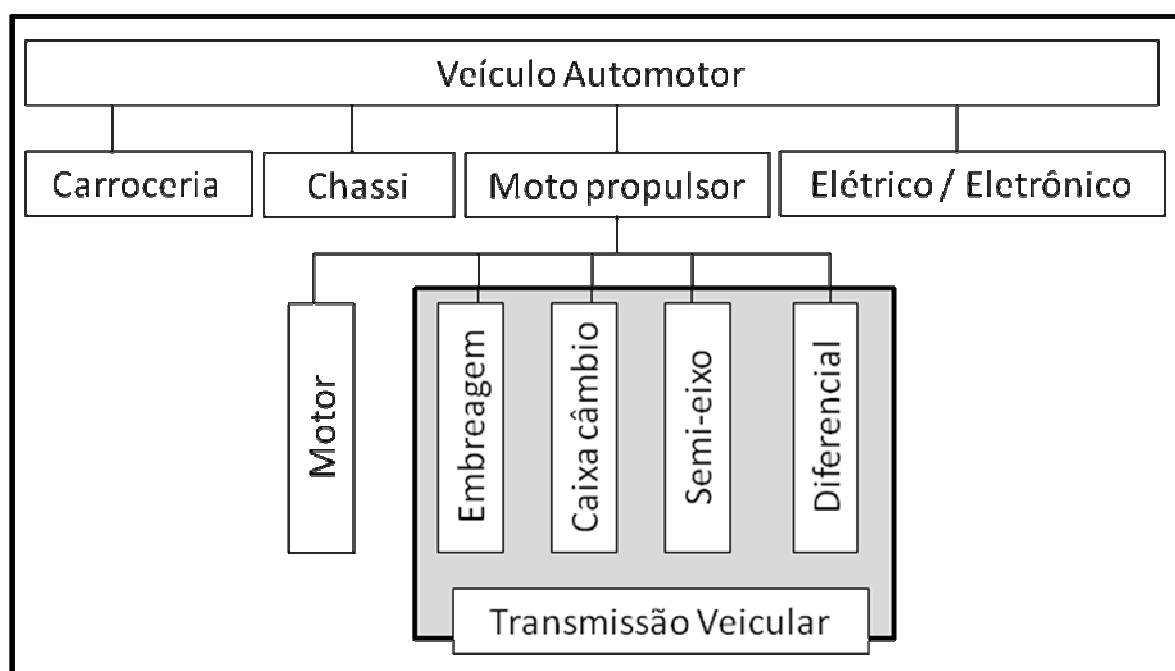 Veículo Automotor
Carroceria
Chassi
Moto propulsor
Elétrico / Eletrônico
Motor
Embreagem
Caixa câmbio
Semi-eixo
Diferencial
Transmissão Veicular